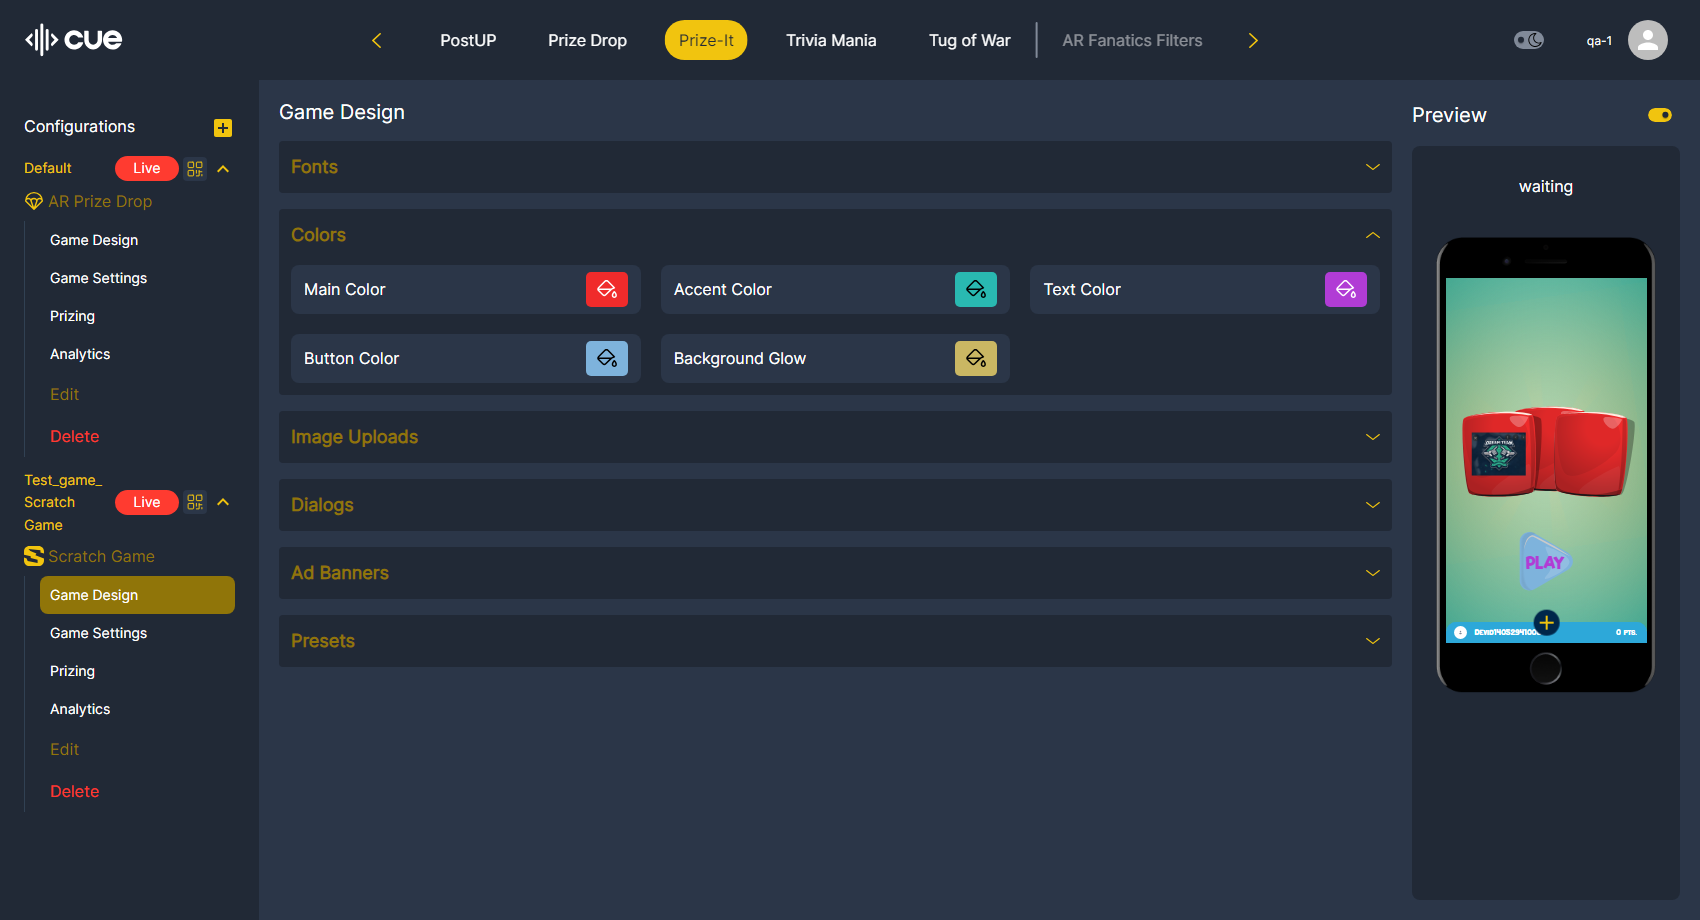 cue
PostUP
Prize Drop
Prize-It
Trivia Mania
Tug of War
AR Fanatics Filters
qa-1
Configurations
Default
Live
AR Prize Drop
Game Design
Game Settings
Prizing
Analytics
Edit
Delete
Test_game_
Scratch
Game
Live
Scratch Game
Game Design
Game Settings
Prizing
Analytics
Edit
Delete
Game Design
Fonts
Colors
Main Color
Accent Color
Text Color
Button Color
Background Glow
Image Uploads
Dialogs
Ad Banners
Presets
Preview
waiting
PLAY
0 PTS.